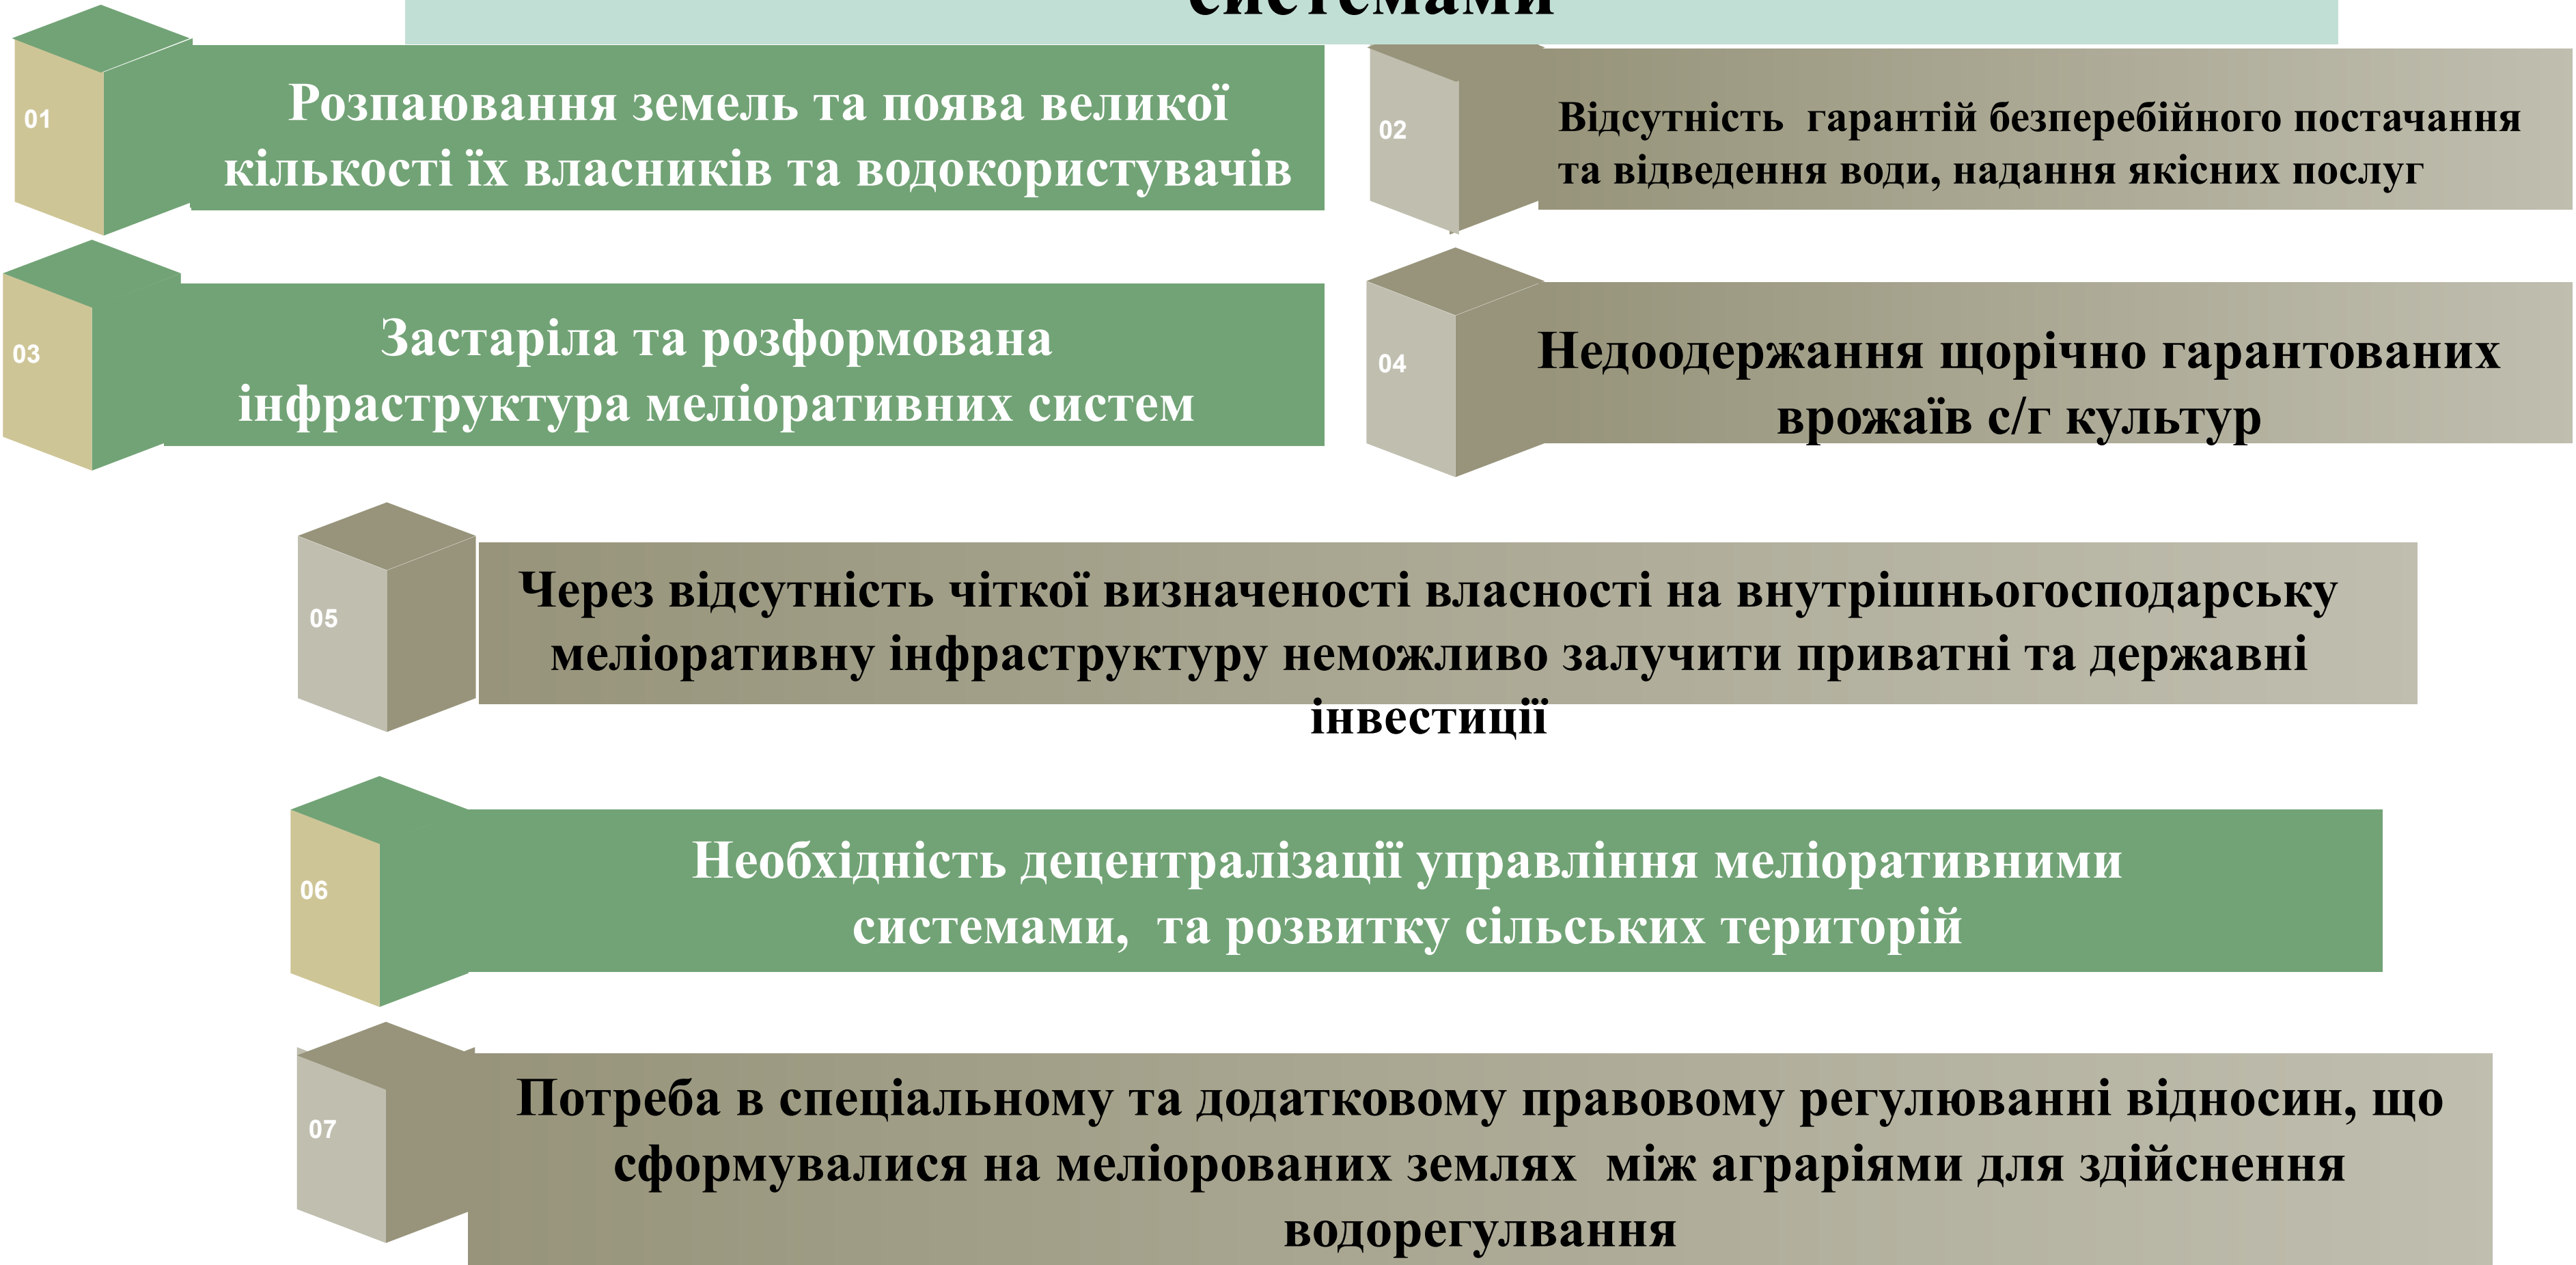 системами
01
Розпаювання земель та поява великої
кількості їх власників та водокористувачів
02
Відсутність гарантій безперебійного постачання
та відведення води, надання якісних послуг
03
Застаріла та розформована
інфраструктура меліоративних систем
04
Недоодержання щорічно гарантованих
врожаїв с/г культур
05
Через відсутність чіткої визначеності власності на внутрішньогосподарську
меліоративну інфраструктуру неможливо залучити приватні та державні
інвестиції
06
Необхідність децентралізації управління меліоративними
системами, та розвитку сільських територій
07
Потреба в спеціальному та додатковому правовому регулюванні відносин, що
сформувалися на меліорованих землях між аграріями для здійснення
водорегулвання